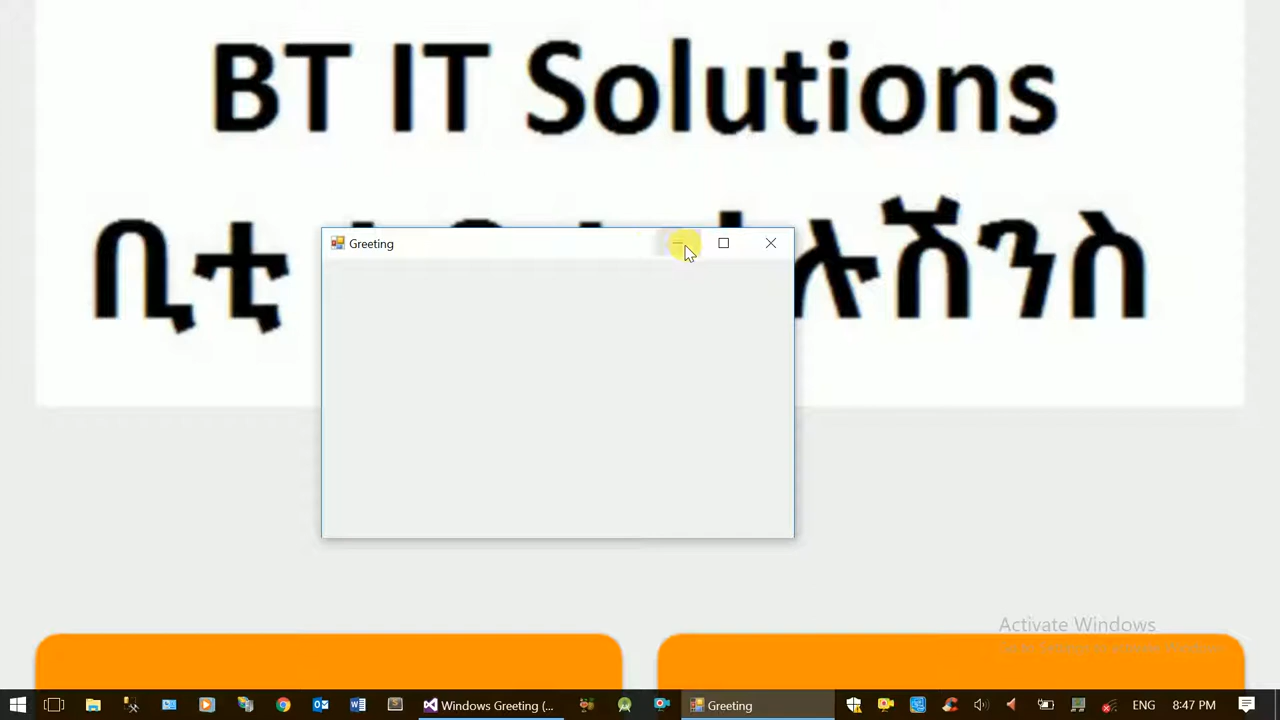 BT IT Solutions
ቢቲ
ሉሽንስ
Greeting
Activate Windows
Windows Greeting (...
Greeting
ENG
8:47 PM